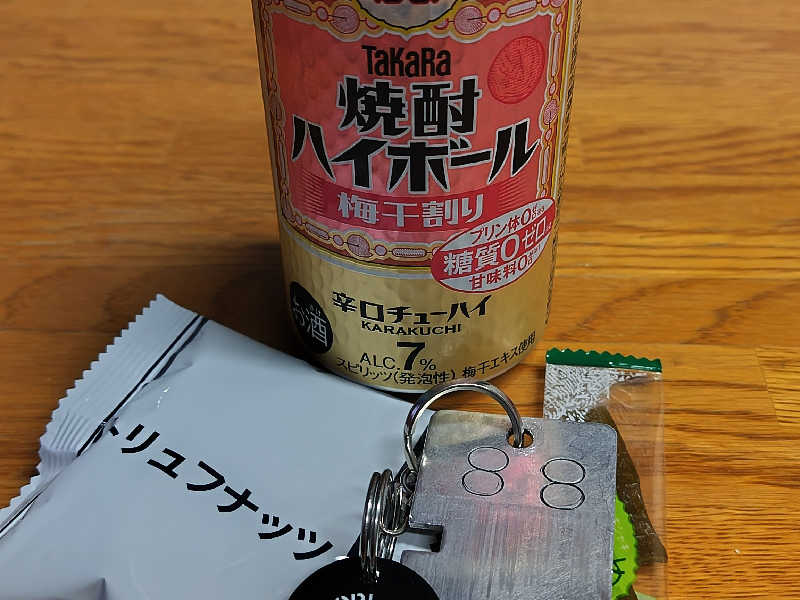 TaKaRa
焼酎
ハイボール
梅干割り
プリン体0
糖質0ゼロ
甘味料0
お酒
辛口チューハイ
KARAKUCHI
ALC.7%
スピリッツ(発泡性) 梅干エキス使用
トリュフナッツ
88